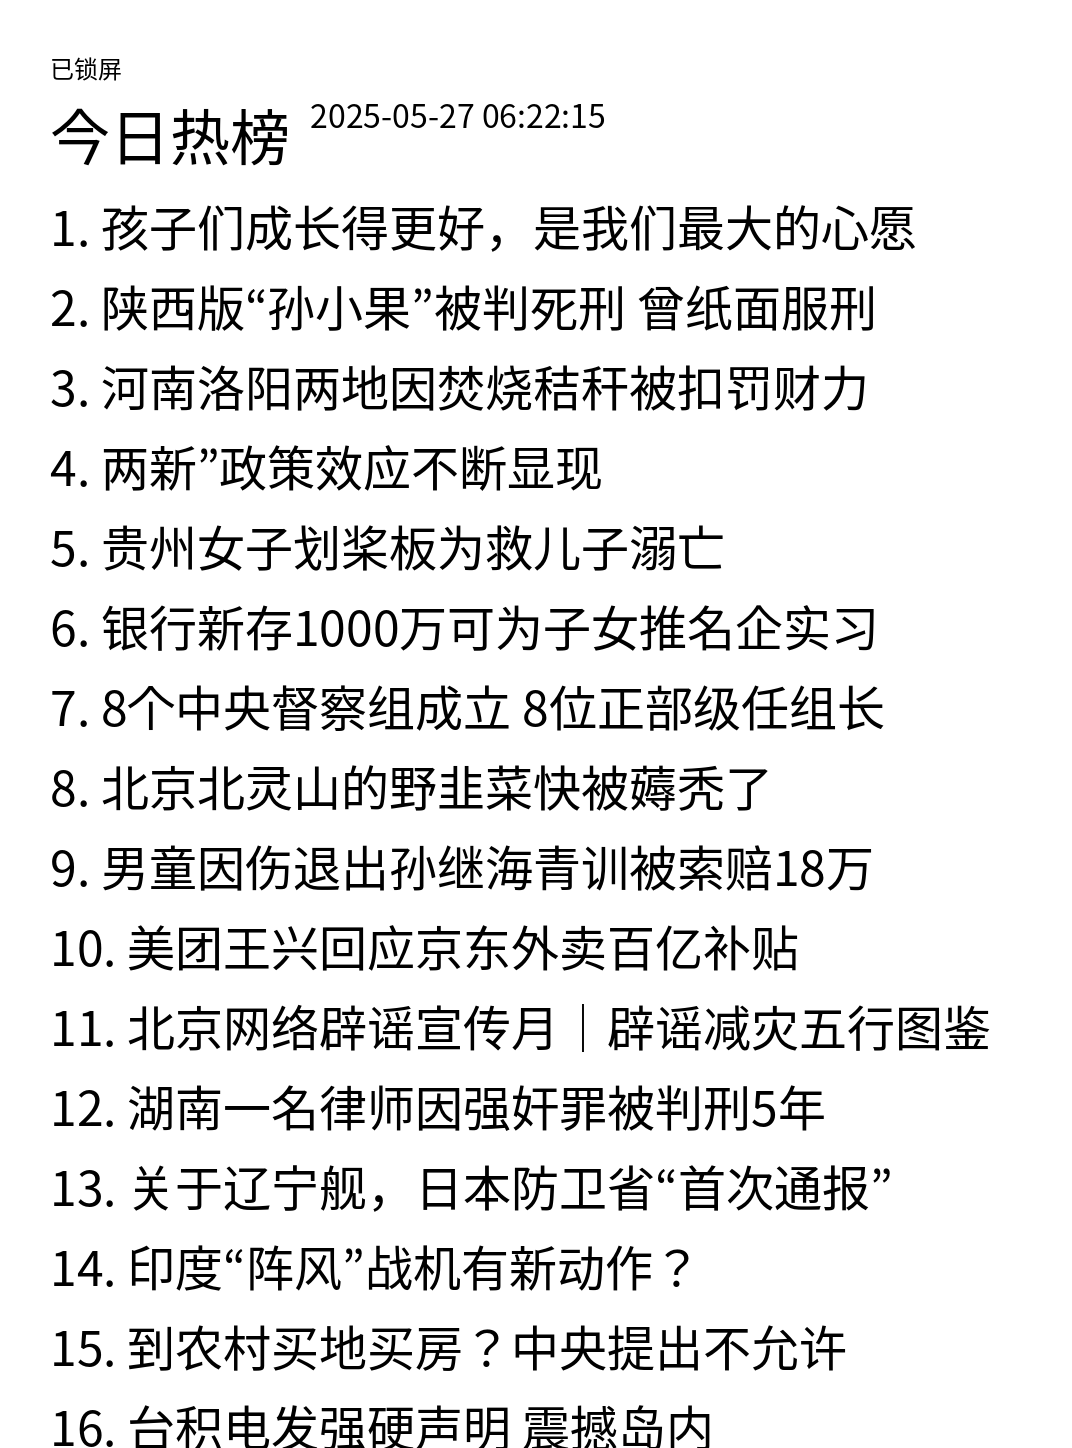 已锁屏
今日热榜 2025-05-27 06:22:15
1. 孩子们成长得更好，是我们最大的心愿
2. 陕西版“孙小果”被判死刑 曾纸面服刑
3. 河南洛阳两地因焚烧秸秆被扣罚财力
4. 两新”政策效应不断显现
5. 贵州女子划桨板为救儿子溺亡
6. 银行新存1000万可为子女推名企实习
7. 8个中央督察组成立 8位正部级任组长
8. 北京北灵山的野韭菜快被薅秃了
9. 男童因伤退出孙继海青训被索赔18万
10. 美团王兴回应京东外卖百亿补贴
11. 北京网络辟谣宣传月｜辟谣减灾五行图鉴
12. 湖南一名律师因强奸罪被判刑5年
13. 关于辽宁舰，日本防卫省“首次通报”
14. 印度“阵风”战机有新动作？
15. 到农村买地买房？中央提出不允许
16. 台积电发强硬声明 震撼岛内